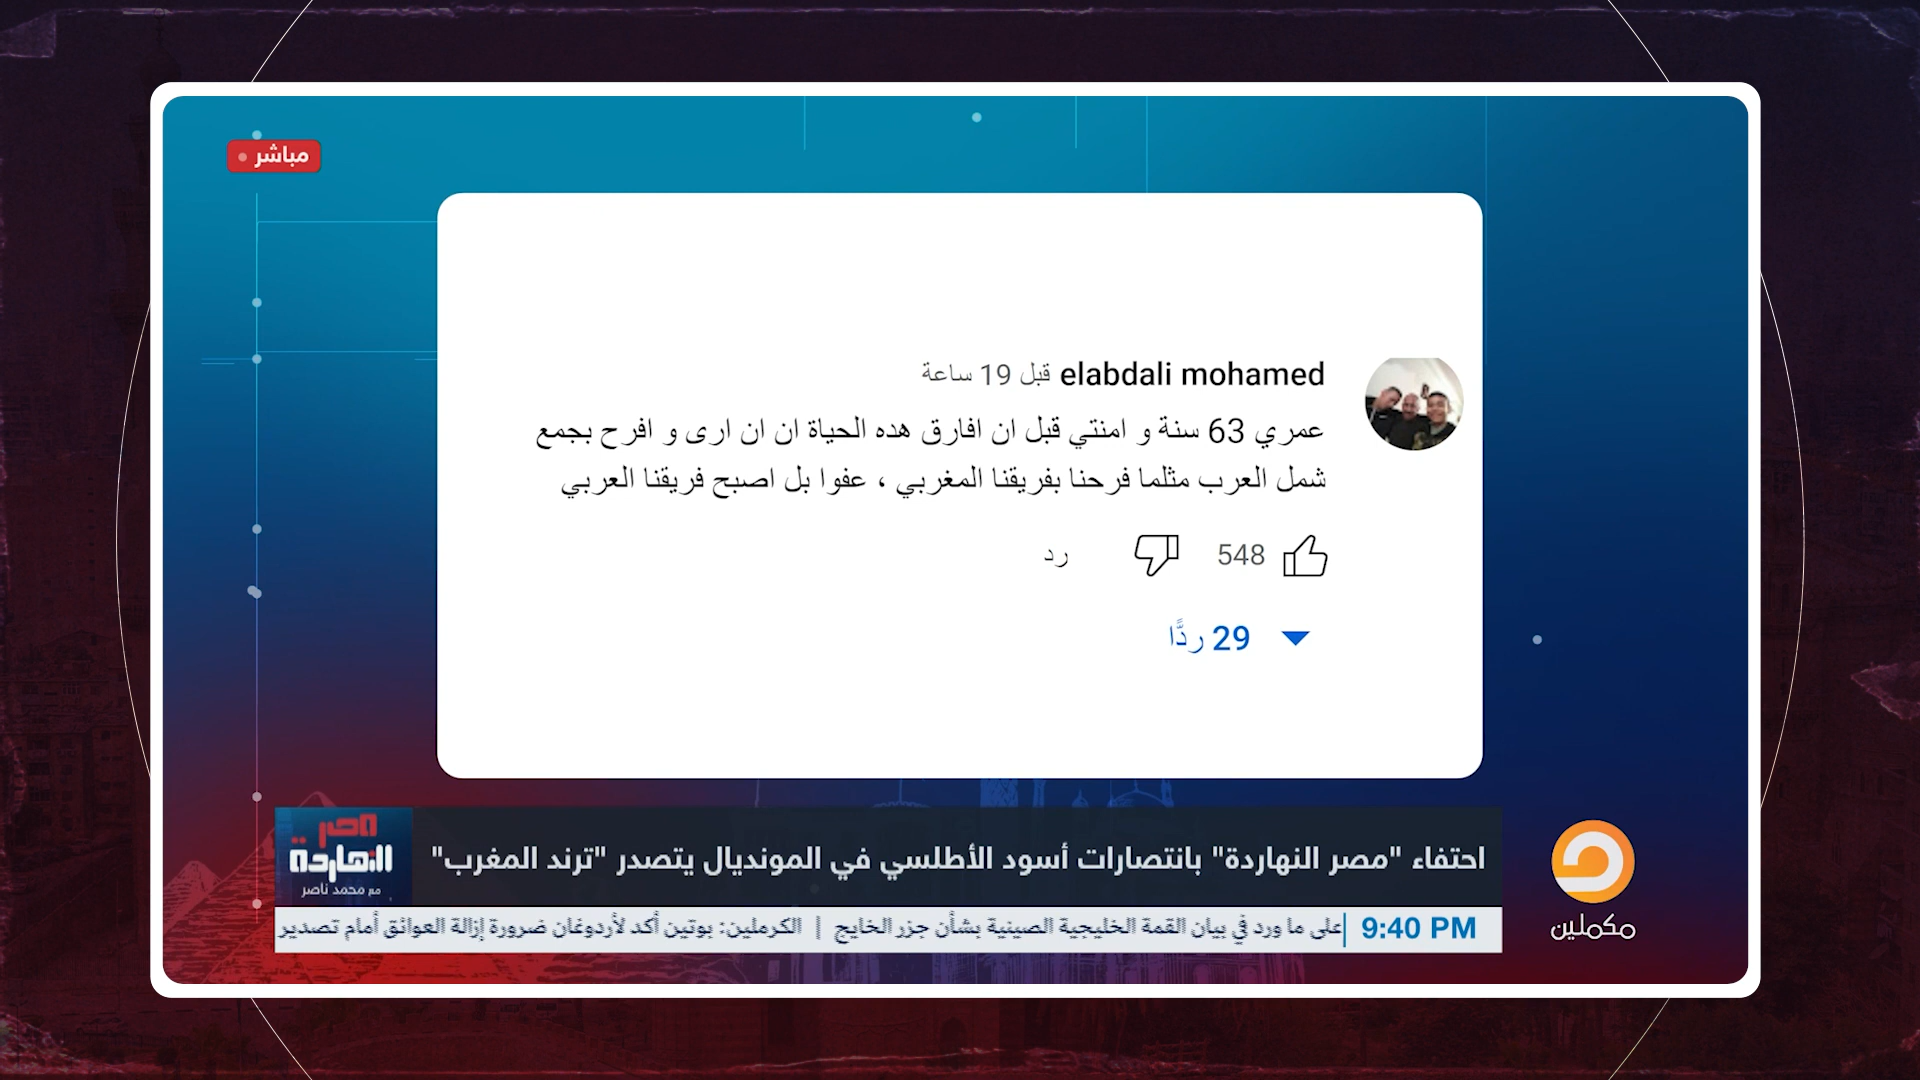 مباشر
elabdali mohamed قبل 19 ساعة
عمري 63 سنة و امنتي قبل ان افارق هده الحياة ان ان ارى و افرح بجمع
شمل العرب مثلما فرحنا بفريقنا المغربي ، عفوا بل اصبح فريقنا العربي
548 رد
29 ردًّا
احتفاء "مصر النهاردة" بانتصارات أسود الأطلسي في المونديال يتصدر "ترند المغرب"
مصر
النهاردة
مع محمد ناصر
9:40 PM على ما ورد في بيان القمة الخليجية الصينية بشأن جزر الخايج | الكرملين: بوتين أكد لأردوغان ضرورة إزالة العوائق أمام تصدير
مكملين